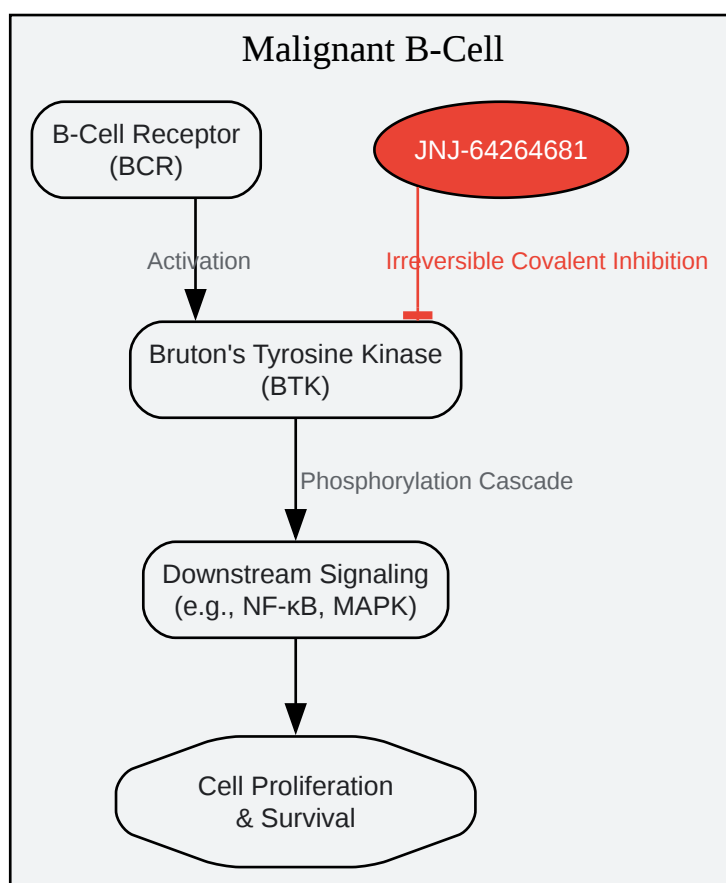 Malignant B-Cell
B-Cell Receptor
(BCR)
JNJ-64264681
Activation
Irreversible Covalent Inhibition
Bruton's Tyrosine Kinase
(BTK)
Phosphorylation Cascade
Downstream Signaling
(e.g., NF-κB, MAPK)
Cell Proliferation
& Survival